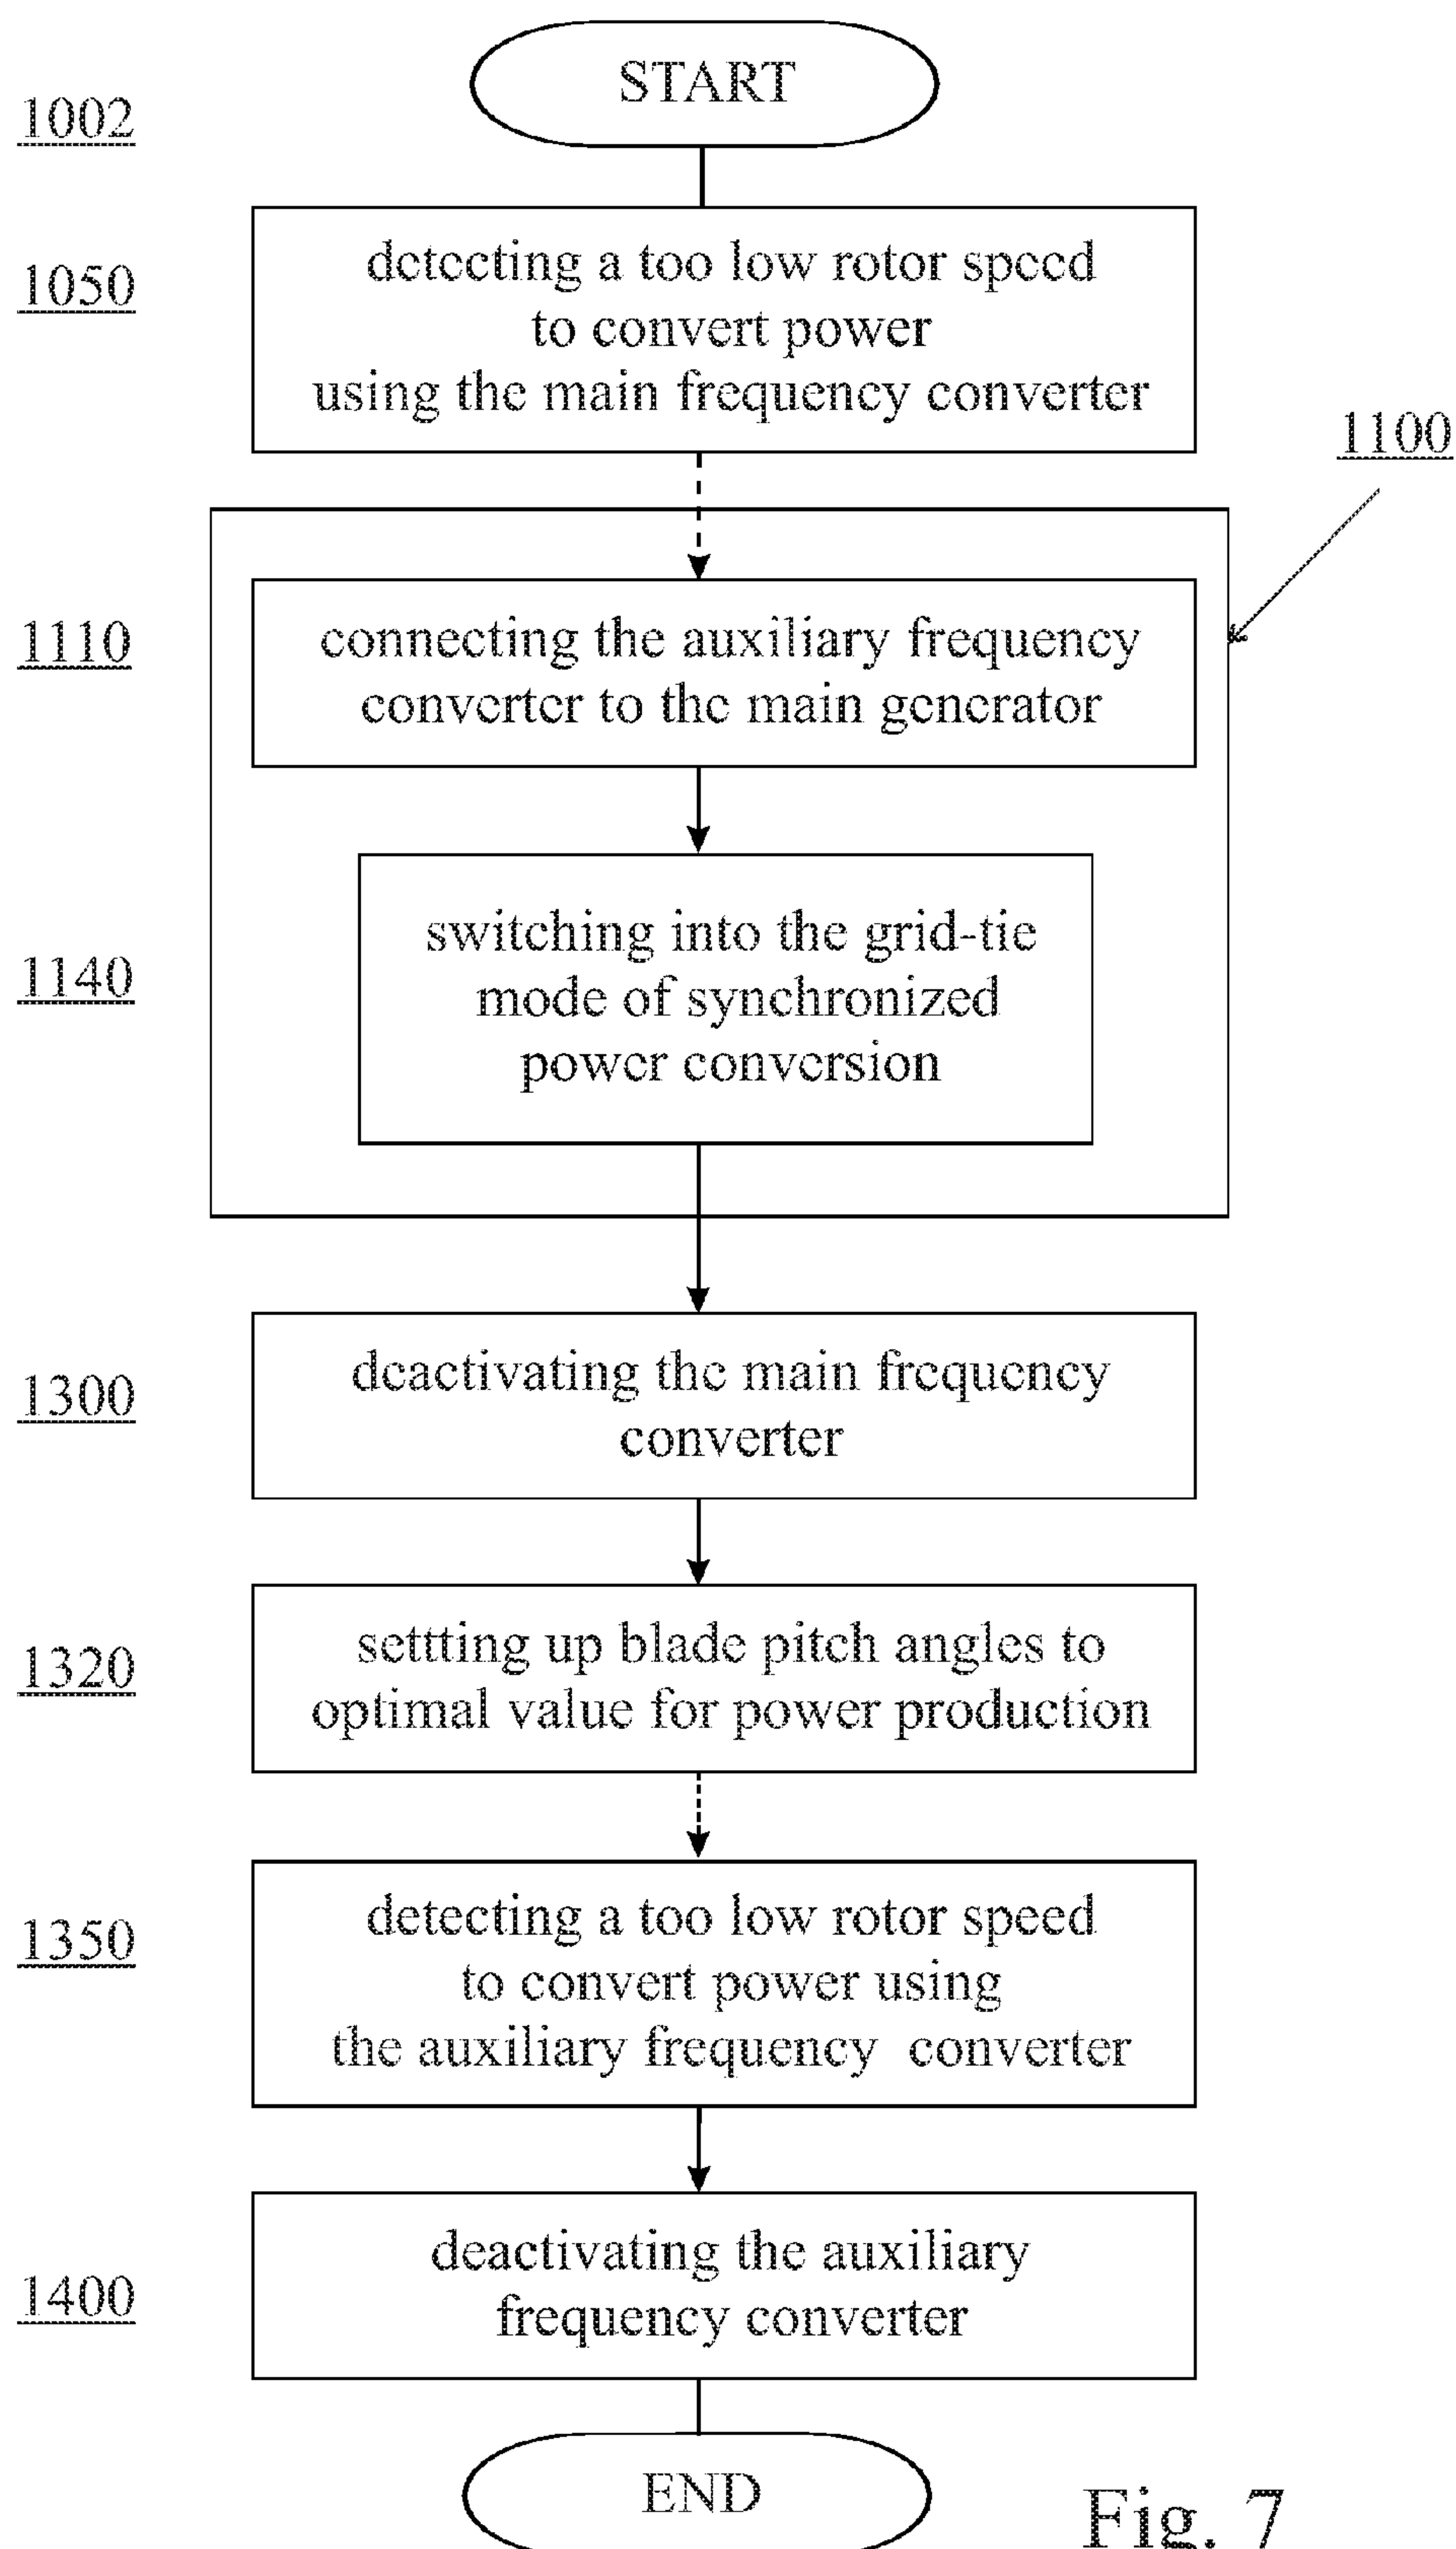 START
1002
1050
detecting a too low rotor speed
to convert power
using the main frequency converter
1100
1110
connecting the auxiliary frequency
converter to the main generator
1140
switching into the grid-tie
mode of synchronized
power conversion
1300
deactivating the main frequency
converter
1320
settting up blade pitch angles to
optimal value for power production
1350
detecting a too low rotor speed
to convert power using
the auxiliary frequency converter
1400
deactivating the auxiliary
frequency converter
END
Fig. 7